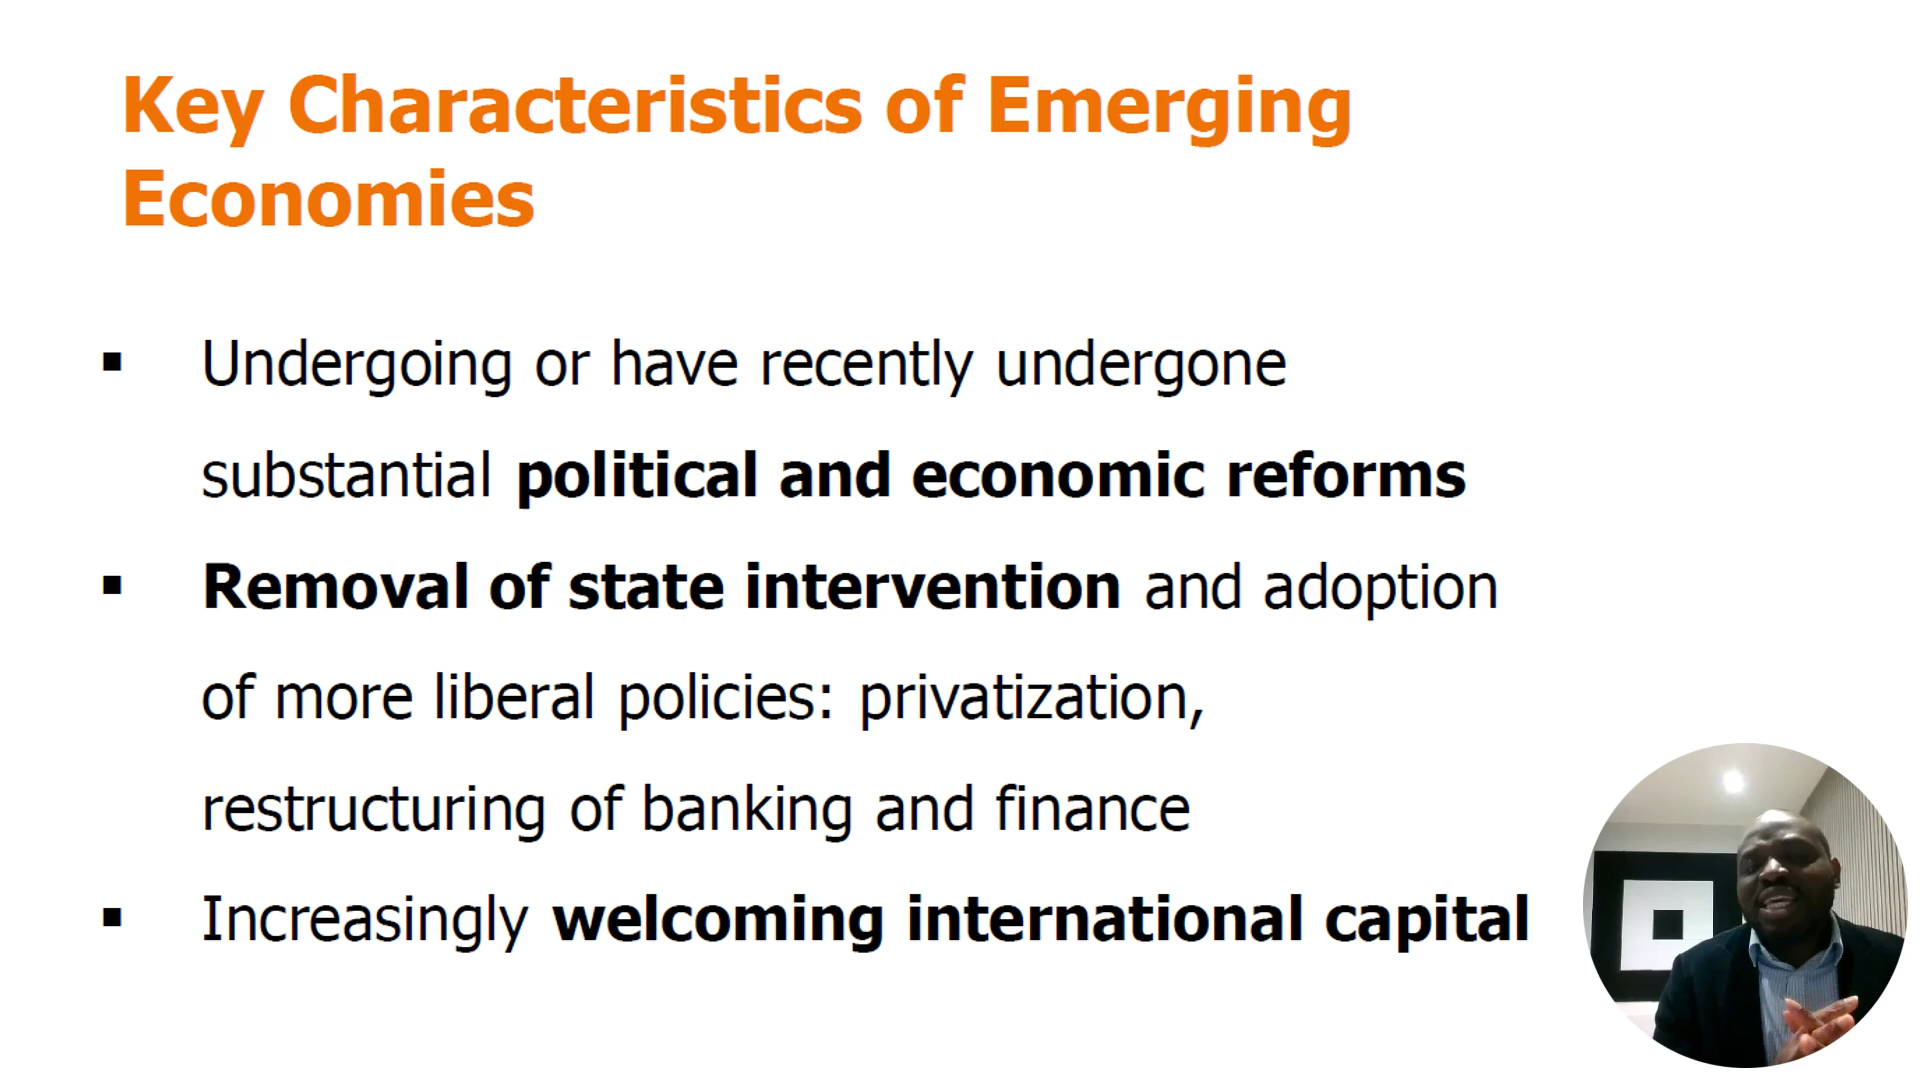 Key Characteristics of Emerging
Economies
▪ Undergoing or have recently undergone
substantial political and economic reforms
▪ Removal of state intervention and adoption
of more liberal policies: privatization,
restructuring of banking and finance
▪ Increasingly welcoming international capital